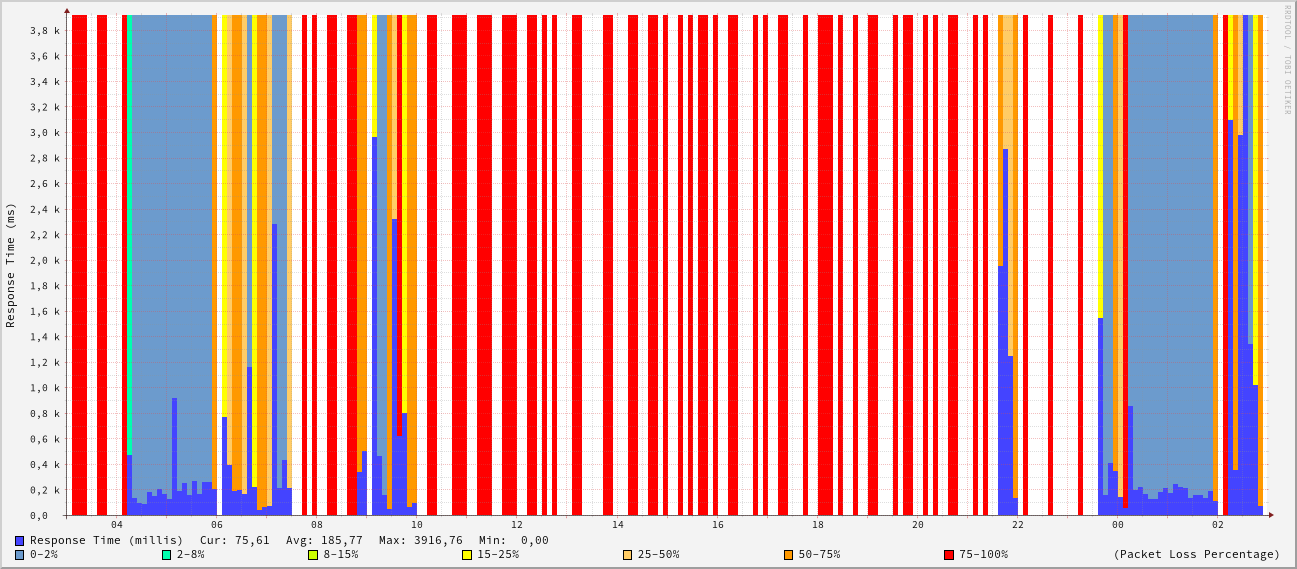 RRDTOOL / TOBI OETIKER
Response Time (ms)
3,8 k
3,6 k
3,4 k
3,2 k
3,0 k
2,8 k
2,6 k
2,4 k
2,2 k
2,0 k
1,8 k
1,6 k
1,4 k
1,2 k
1,0 k
0,8 k
0,6 k
0,4 k
0,2 k
0,0
04 06 08 10 12 14 16 18 20 22 00 02
Response Time (millis) Cur: 75,61 Avg: 185,77 Max: 3916,76 Min: 0,00
0-2% 2-8% 8-15% 15-25% 25-50% 50-75% 75-100% (Packet Loss Percentage)